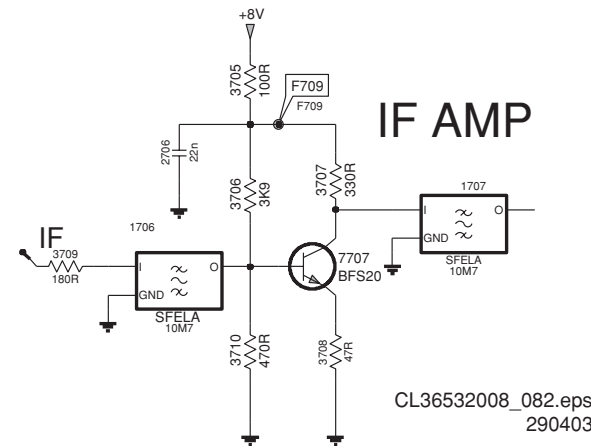 +8V
3705
100R
F709
F709
IF AMP
2706
22n
3706
3K9
3707
330R
1707
I
O
GND
SFELA
10M7
1706
IF
3709
180R
I
O
GND
SFELA
10M7
7707
BFS20
3710
470R
3708
47R
CL36532008_082.eps
290403